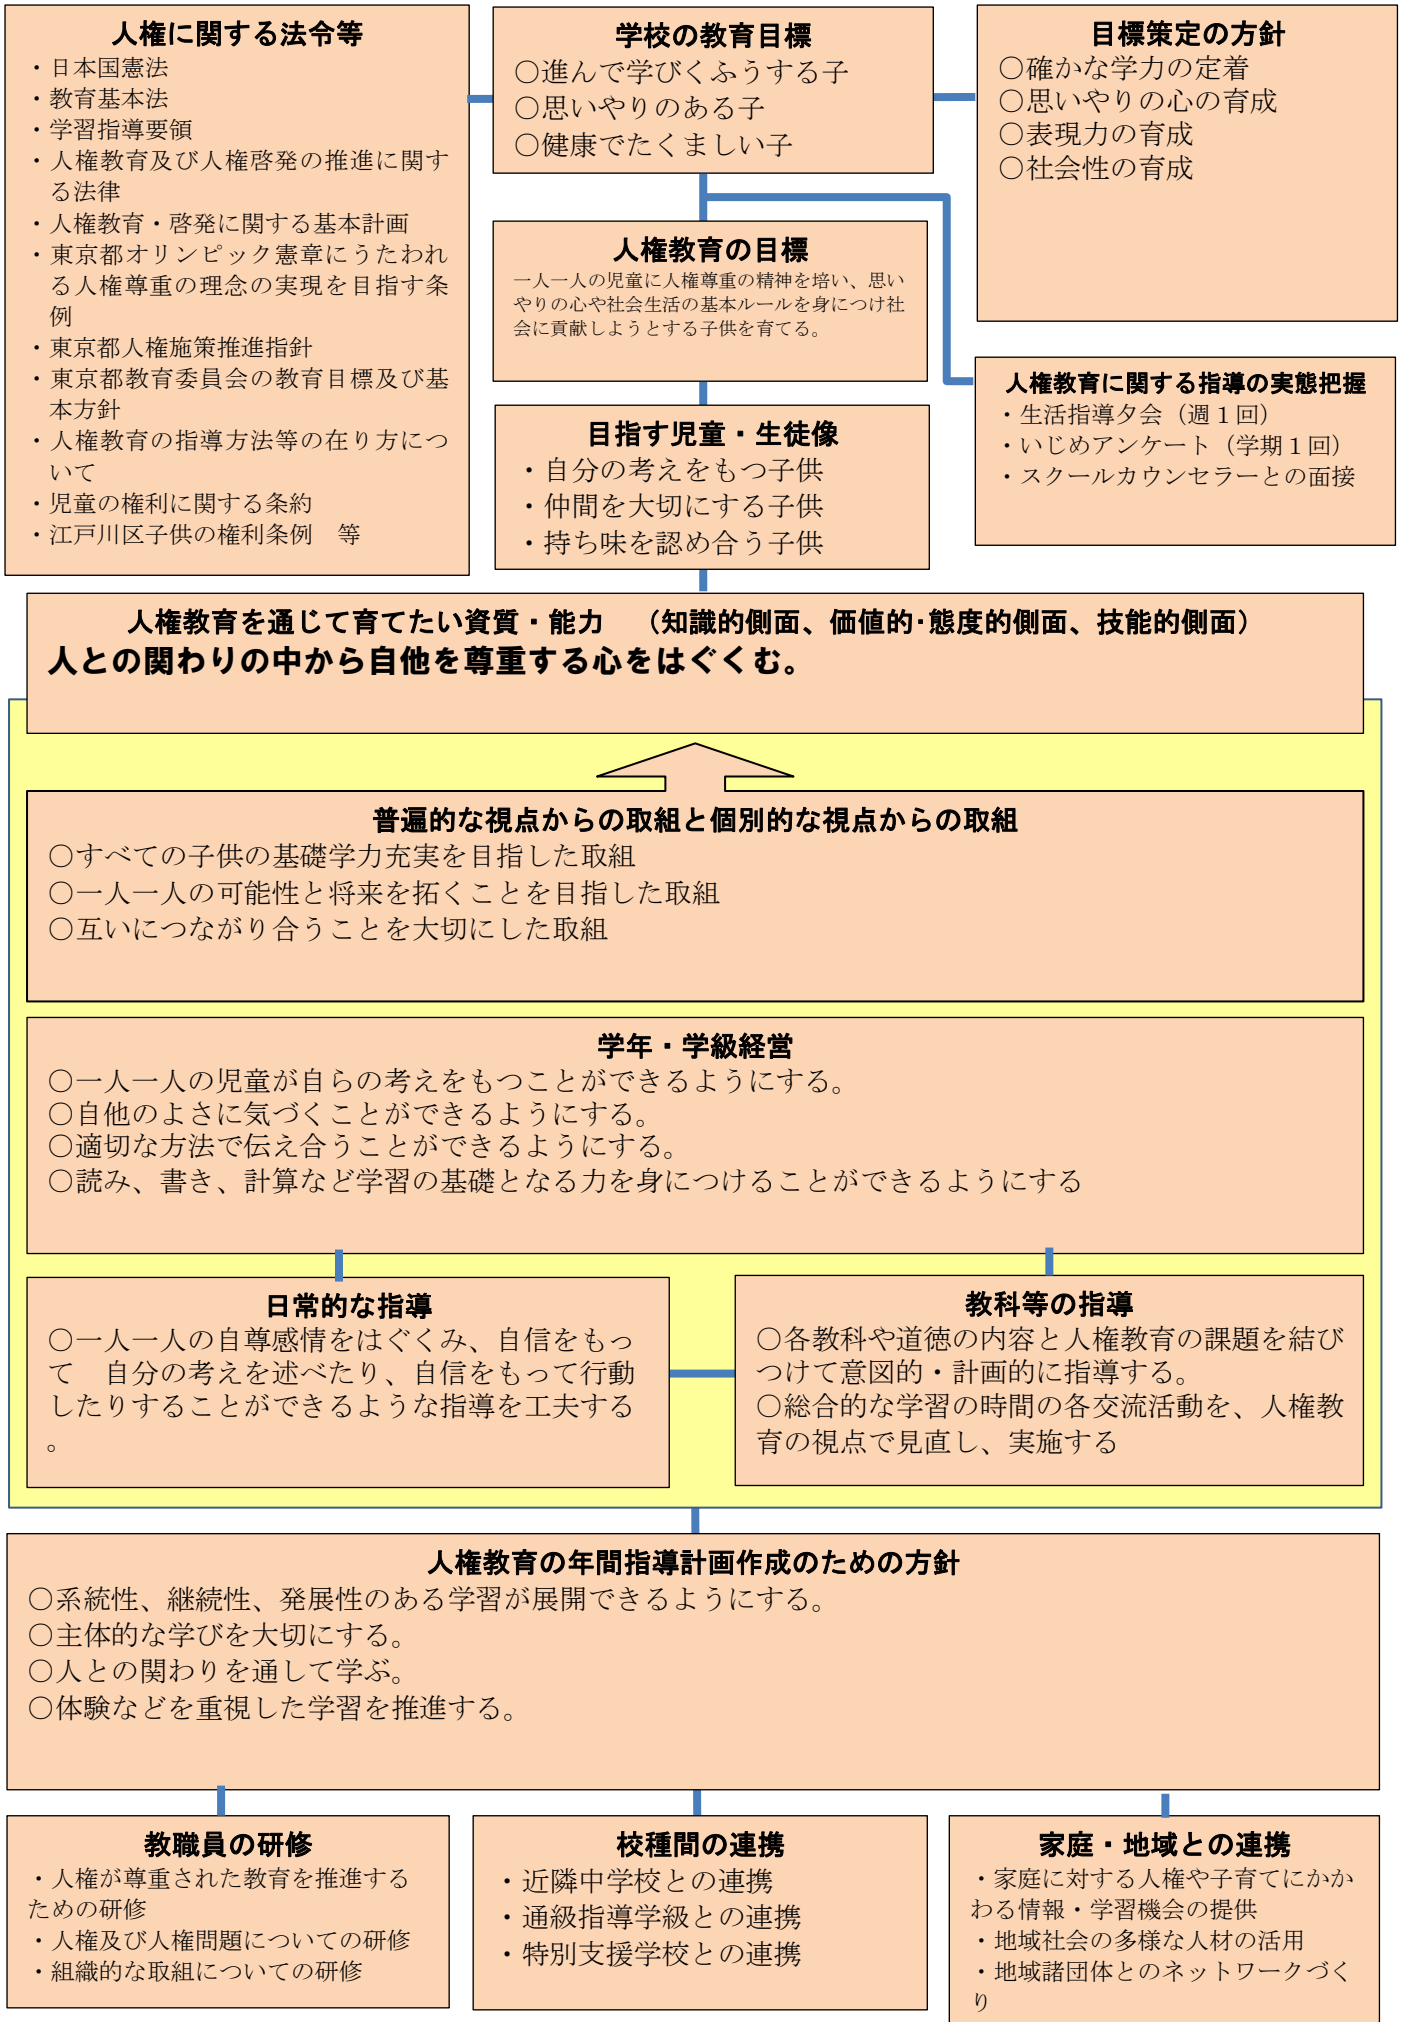 人権に関する法令等
・日本国憲法
・教育基本法
・学習指導要領
・人権教育及び人権啓発の推進に関す
る法律
・人権教育・啓発に関する基本計画
・東京都オリンピック憲章にうたわれ
る人権尊重の理念の実現を目指す条
例
・東京都人権施策推進指針
・東京都教育委員会の教育目標及び基
本方針
・人権教育の指導方法等の在り方につ
いて
・児童の権利に関する条約
・江戸川区子供の権利条例　等
学校の教育目標
○進んで学びくふうする子
○思いやりのある子
○健康でたくましい子
目標策定の方針
○確かな学力の定着
○思いやりの心の育成
○表現力の育成
○社会性の育成
人権教育の目標
一人一人の児童に人権尊重の精神を培い、思い
やりの心や社会生活の基本ルールを身につけ社
会に貢献しようとする子供を育てる。
人権教育に関する指導の実態把握
・生活指導夕会（週１回）
・いじめアンケート（学期１回）
・スクールカウンセラーとの面接
目指す児童・生徒像
・自分の考えをもつ子供
・仲間を大切にする子供
・持ち味を認め合う子供
人権教育を通じて育てたい資質・能力　（知識的側面、価値的･態度的側面、技能的側面）
人との関わりの中から自他を尊重する心をはぐくむ。
普遍的な視点からの取組と個別的な視点からの取組
○すべての子供の基礎学力充実を目指した取組
○一人一人の可能性と将来を拓くことを目指した取組
○互いにつながり合うことを大切にした取組
学年・学級経営
○一人一人の児童が自らの考えをもつことができるようにする。
○自他のよさに気づくことができるようにする。
○適切な方法で伝え合うことができるようにする。
○読み、書き、計算など学習の基礎となる力を身につけることができるようにする
日常的な指導
○一人一人の自尊感情をはぐくみ、自信をもっ
て　自分の考えを述べたり、自信をもって行動
したりすることができるような指導を工夫する
。
教科等の指導
○各教科や道徳の内容と人権教育の課題を結び
つけて意図的・計画的に指導する。
○総合的な学習の時間の各交流活動を、人権教
育の視点で見直し、実施する
人権教育の年間指導計画作成のための方針
○系統性、継続性、発展性のある学習が展開できるようにする。
○主体的な学びを大切にする。
○人との関わりを通して学ぶ。
○体験などを重視した学習を推進する。
教職員の研修
・人権が尊重された教育を推進する
ための研修
・人権及び人権問題についての研修
・組織的な取組についての研修
校種間の連携
・近隣中学校との連携
・通級指導学級との連携
・特別支援学校との連携
家庭・地域との連携
・家庭に対する人権や子育てにかか
わる情報・学習機会の提供
・地域社会の多様な人材の活用
・地域諸団体とのネットワークづく
り